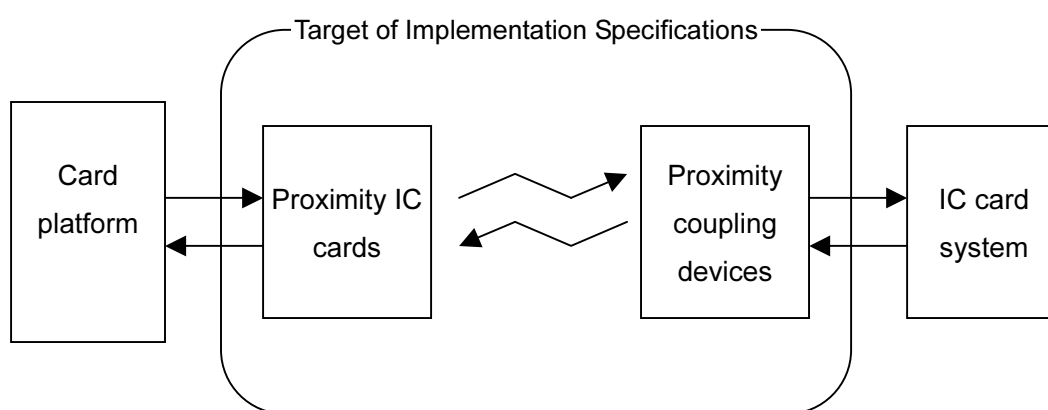 Target of Implementation Specifications
Card
platform
Proximity IC
cards
Proximity
coupling
devices
IC card
system